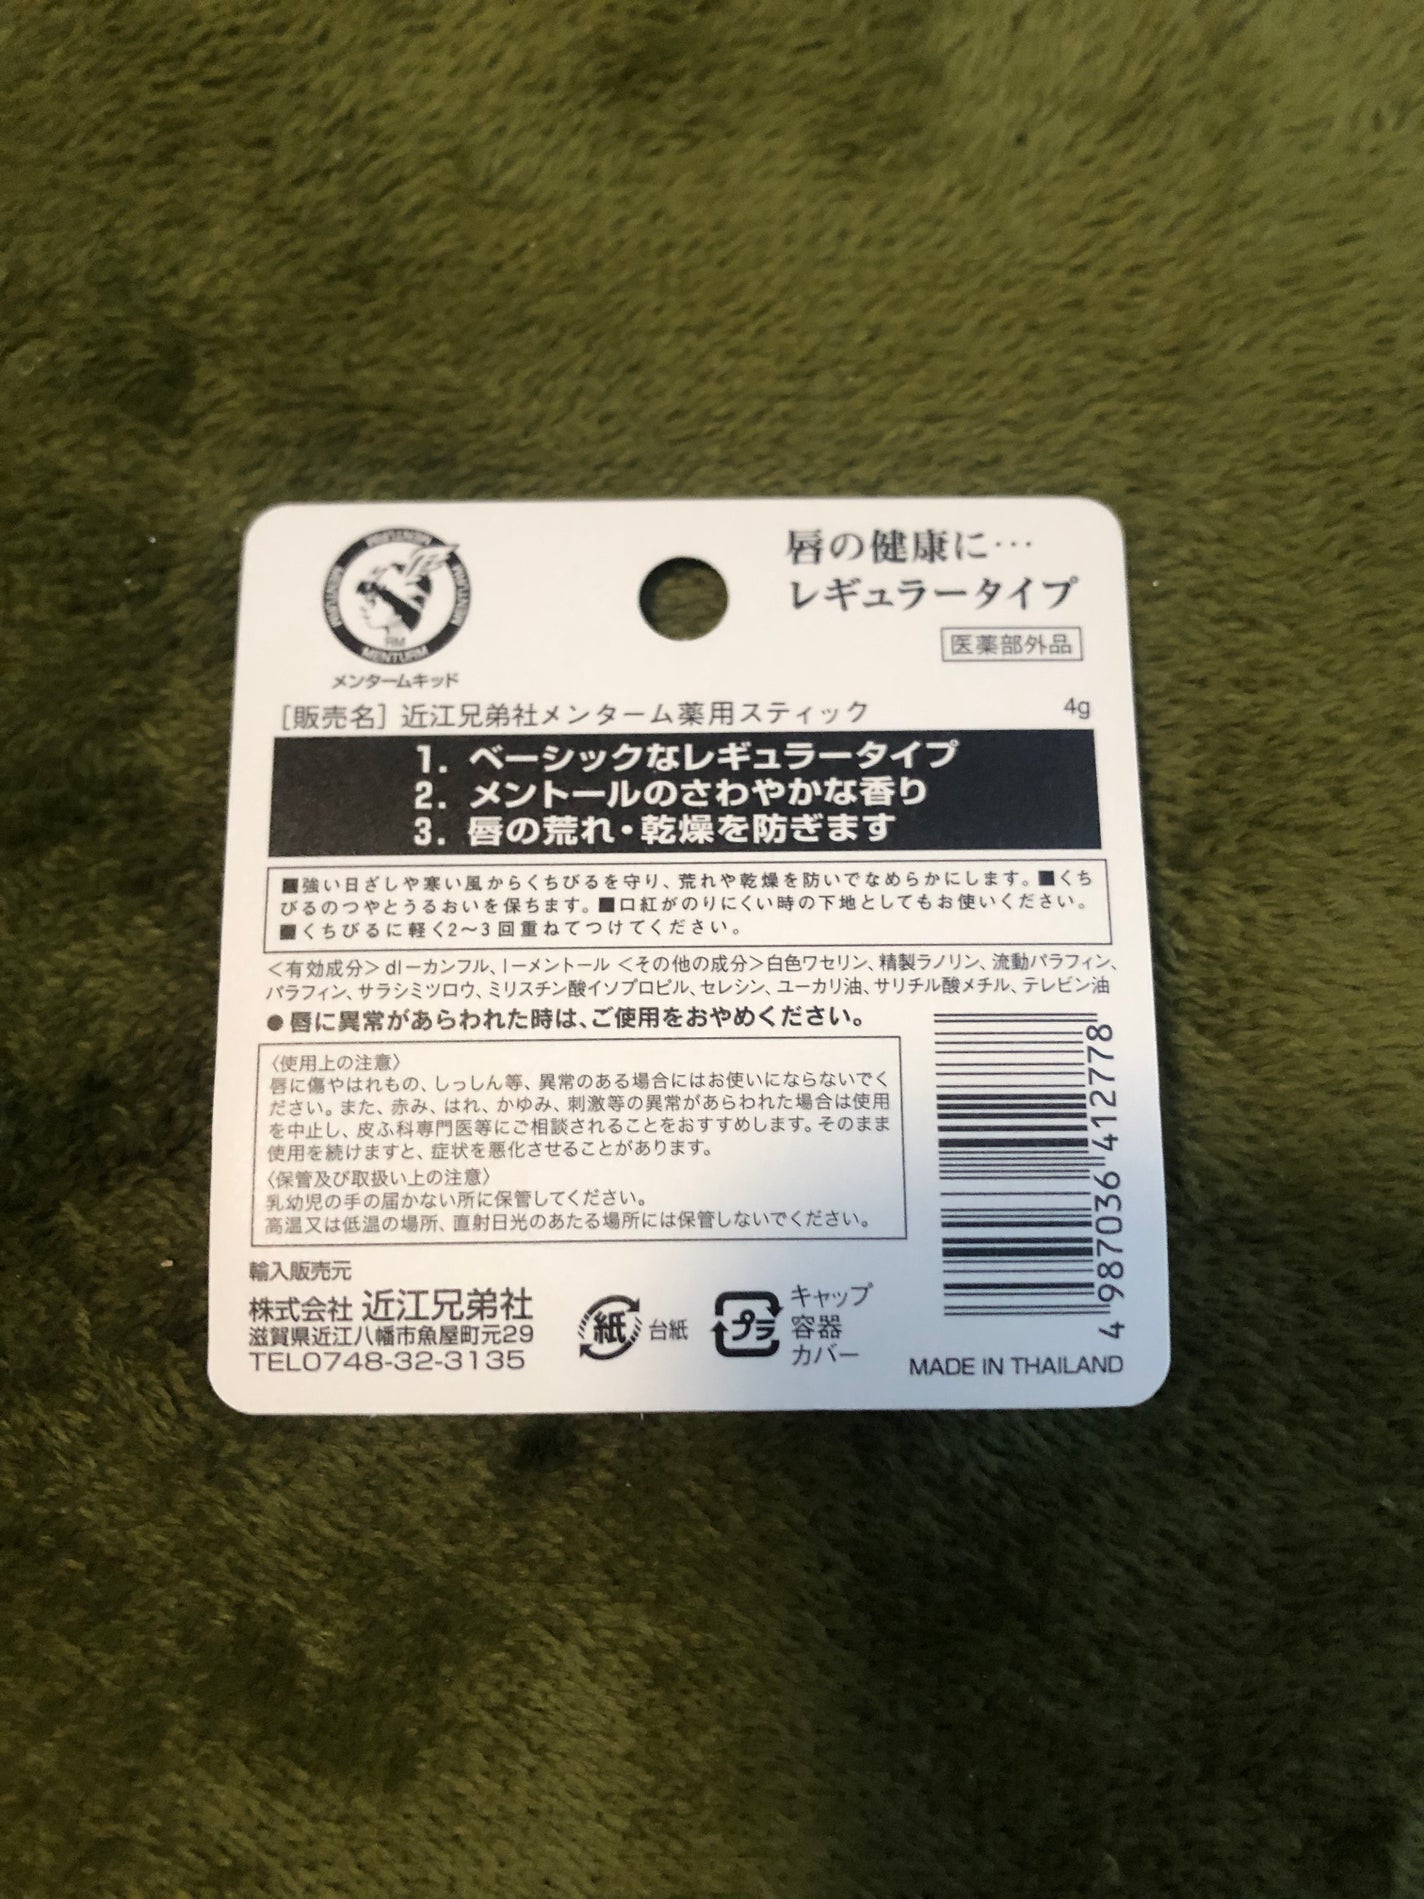 MENTURM
RM
MENTURM
メンタームキッド
唇の健康に…
レギュラータイプ
医薬部外品
[販売名] 近江兄弟社メンターム薬用スティック 4g
1. ベーシックなレギュラータイプ
2. メントールのさわやかな香り
3. 唇の荒れ・乾燥を防ぎます
■強い日ざしや寒い風からくちびるを守り、荒れや乾燥を防いでなめらかにします。■くち
びるのつやとうるおいを保ちます。■口紅がのりにくい時の下地としてもお使いください。
■くちびるに軽く2〜3回重ねてつけてください。
＜有効成分＞dl－カンフル、l－メントール ＜その他の成分＞白色ワセリン、精製ラノリン、流動パラフィン、
パラフィン、サラシミツロウ、ミリスチン酸イソプロピル、セレシン、ユーカリ油、サリチル酸メチル、テレビン油
●唇に異常があらわれた時は、ご使用をおやめください。
〈使用上の注意〉
唇に傷やはれもの、しっしん等、異常のある場合にはお使いにならないでく
ださい。また、赤み、はれ、かゆみ、刺激等の異常があらわれた場合は使用
を中止し、皮ふ科専門医等にご相談されることをおすすめします。そのまま
使用を続けますと、症状を悪化させることがあります。
〈保管及び取扱い上の注意〉
乳幼児の手の届かない所に保管してください。
高温又は低温の場所、直射日光のあたる場所には保管しないでください。
4 987036 412778
輸入販売元
株式会社 近江兄弟社
滋賀県近江八幡市魚屋町元29
TEL0748-32-3135
紙 台紙
プラ キャップ
容器
カバー
MADE IN THAILAND